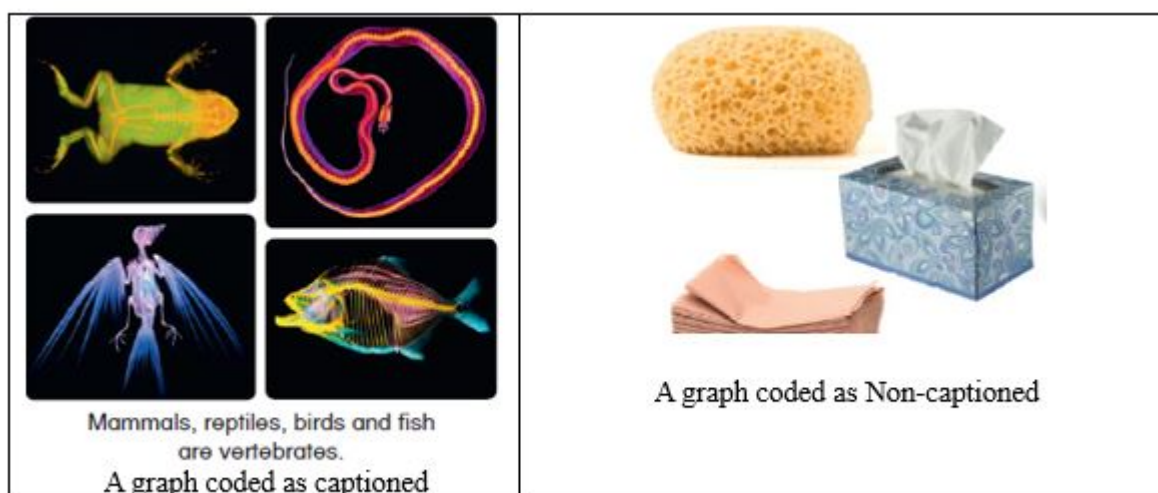 Mammals, reptiles, birds and fish
are vertebrates.
A graph coded as captioned
A graph coded as Non-captioned